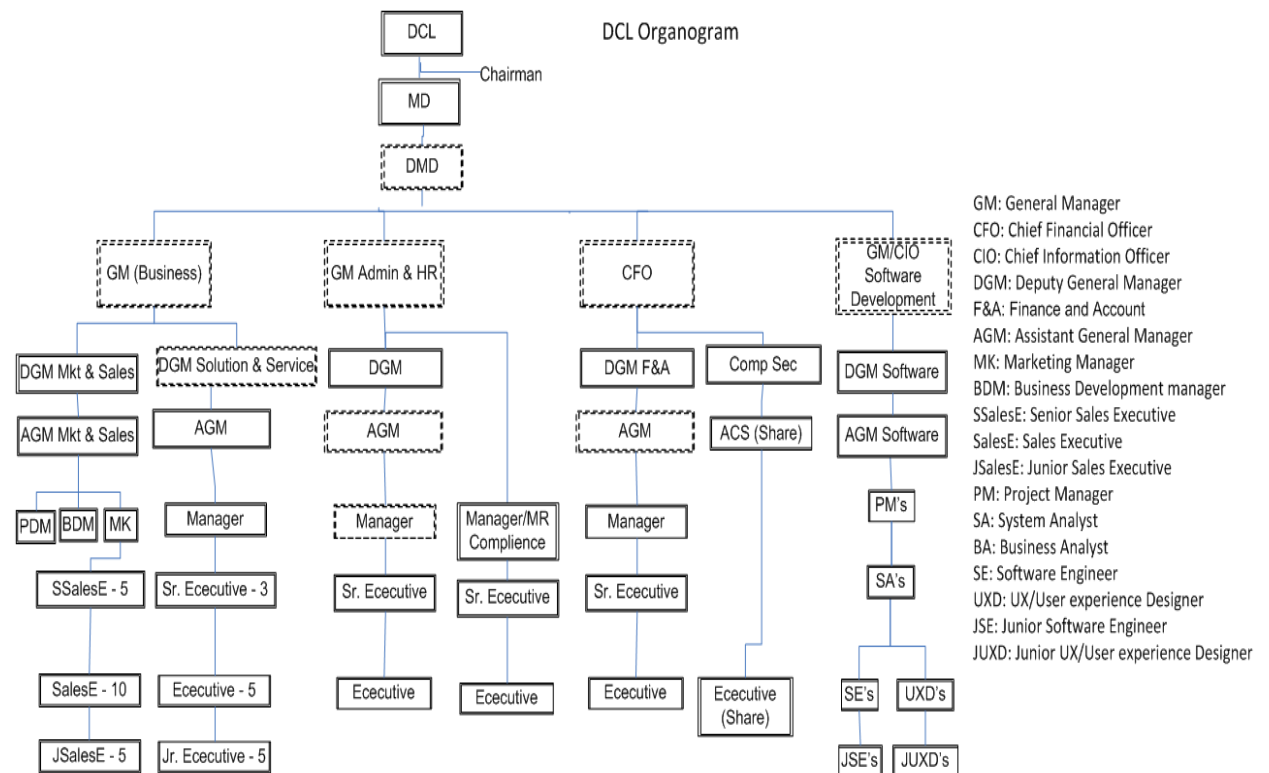 DCL Organogram
DCL
Chairman
MD
DMD
GM (Business)
GM Admin & HR
CFO
GM/CIO
Software
Development
DGM Mkt & Sales
DGM Solution & Service
DGM
DGM F&A
Comp Sec
DGM Software
AGM Mkt & Sales
AGM
AGM
AGM
ACS (Share)
AGM Software
PDM
BDM
MK
Manager
Manager
Manager/MR
Complience
Manager
PM's
SSalesE - 5
Sr. Ececutive - 3
Sr. Ececutive
Sr. Ececutive
Sr. Ececutive
SA's
SalesE - 10
Ececutive - 5
Ececutive
Ececutive
Ececutive
Ececutive
(Share)
SE's
UXD's
JSalesE - 5
Jr. Ececutive - 5
JSE's
JUXD's
GM: General Manager
CFO: Chief Financial Officer
CIO: Chief Information Officer
DGM: Deputy General Manager
F&A: Finance and Account
AGM: Assistant General Manager
MK: Marketing Manager
BDM: Business Development manager
SSalesE: Senior Sales Executive
SalesE: Sales Executive
JSalesE: Junior Sales Executive
PM: Project Manager
SA: System Analyst
BA: Business Analyst
SE: Software Engineer
UXD: UX/User experience Designer
JSE: Junior Software Engineer
JUXD: Junior UX/User experience Designer